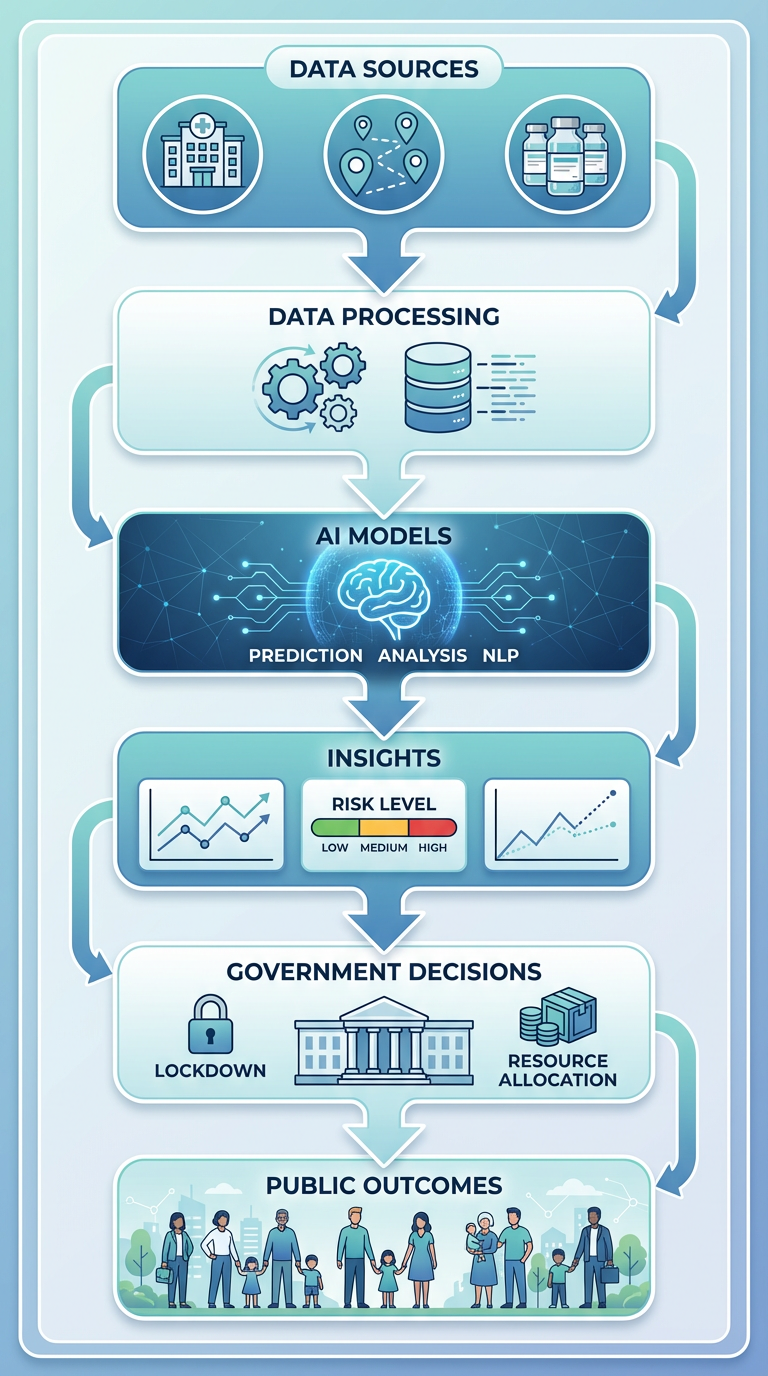 DATA SOURCES
DATA PROCESSING
AI MODELS
PREDICTION ANALYSIS NLP
INSIGHTS
RISK LEVEL
LOW MEDIUM HIGH
GOVERNMENT DECISIONS
LOCKDOWN
RESOURCE
ALLOCATION
PUBLIC OUTCOMES